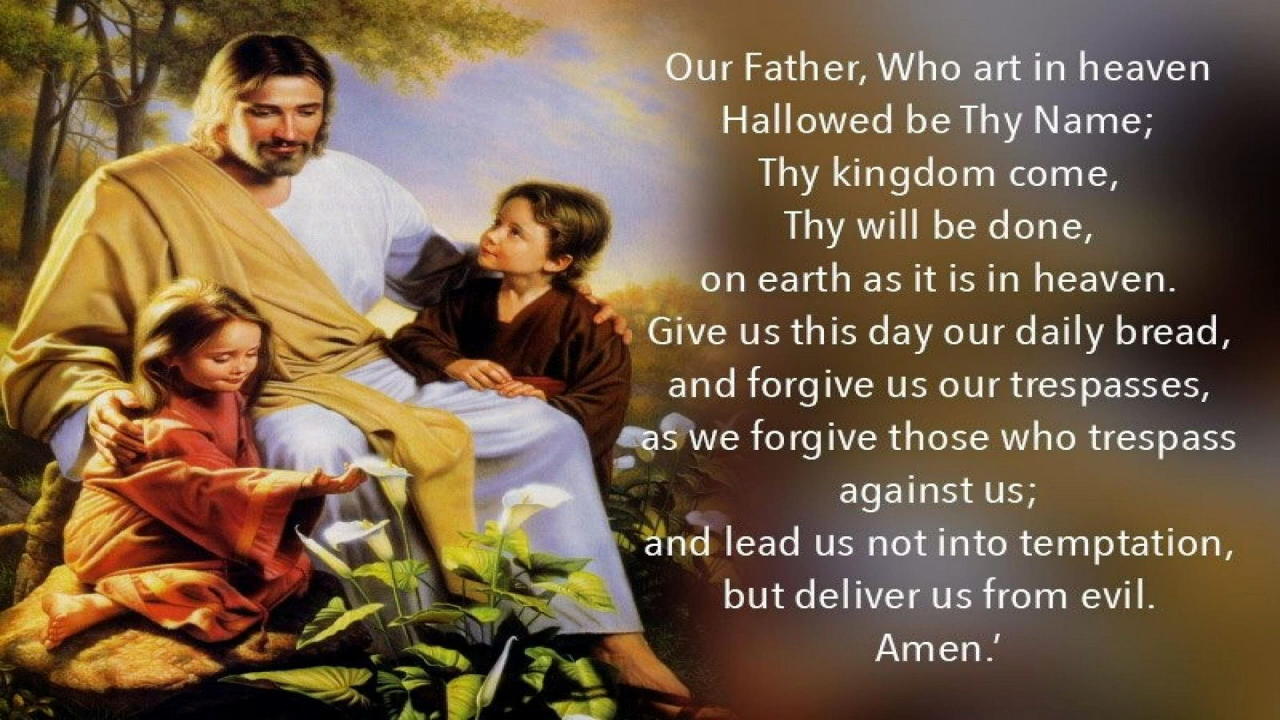 Our Father, Who art in heaven
Hallowed be Thy Name;
Thy kingdom come,
Thy will be done,
on earth as it is in heaven.
Give us this day our daily bread,
and forgive us our trespasses,
as we forgive those who trespass
against us;
and lead us not into temptation,
but deliver us from evil.
Amen.’